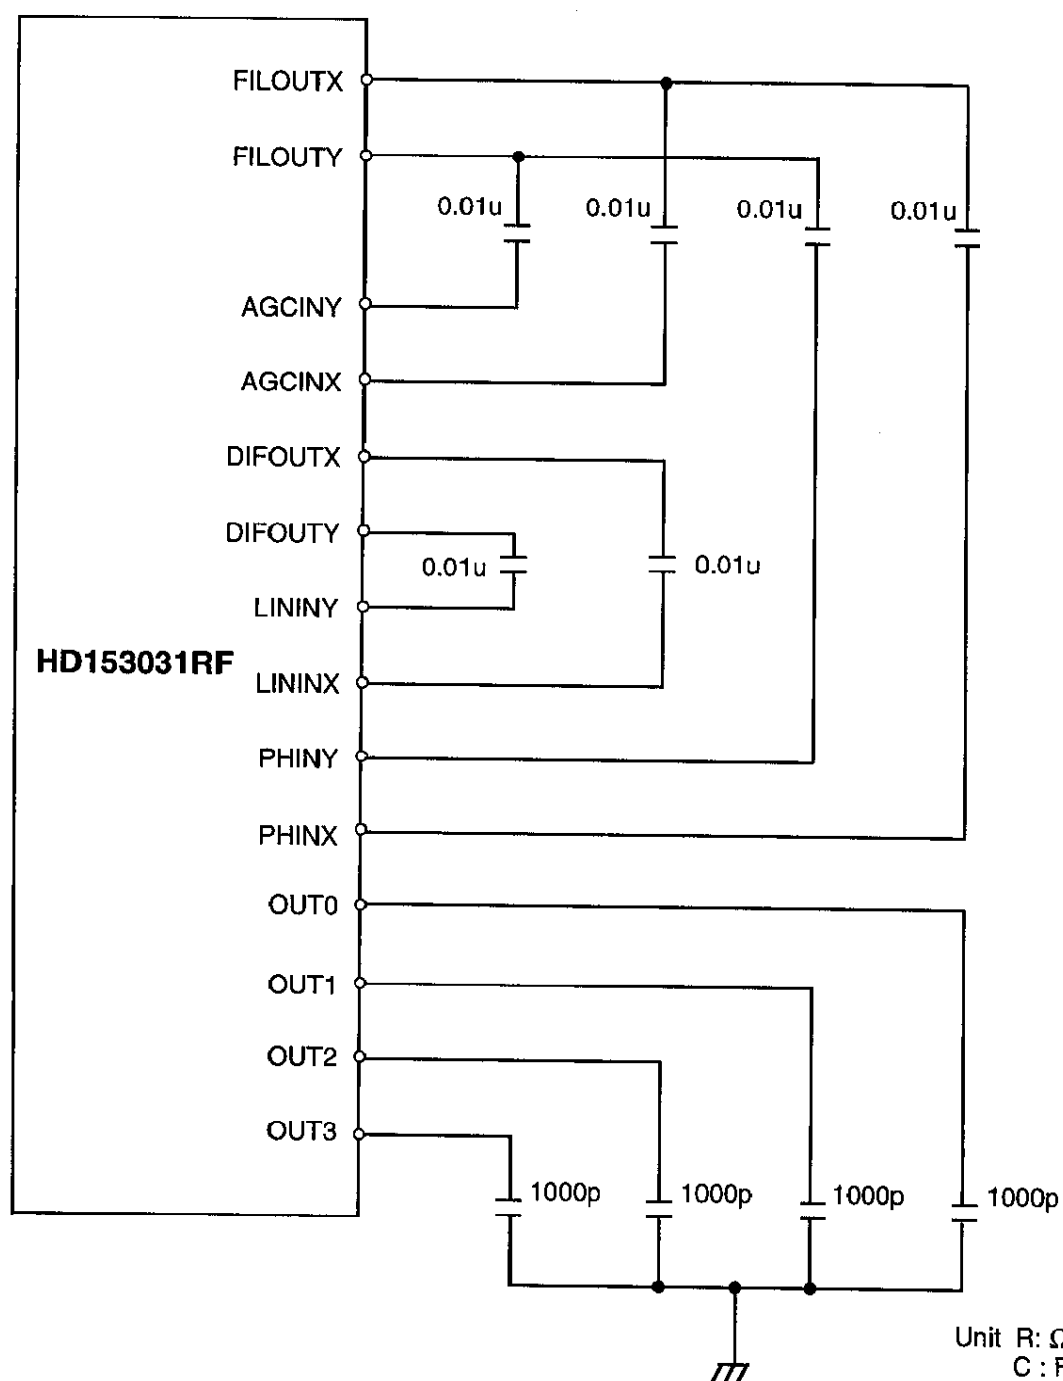 FILOUTX
FILOUTY
0.01u 0.01u 0.01u 0.01u
AGCINY
AGCINX
DIFOUTX
DIFOUTY
0.01u 0.01u
LININY
HD153031RF
LININX
PHINY
PHINX
OUT0
OUT1
OUT2
OUT3
1000p 1000p 1000p 1000p
Unit R: Ω
C : F